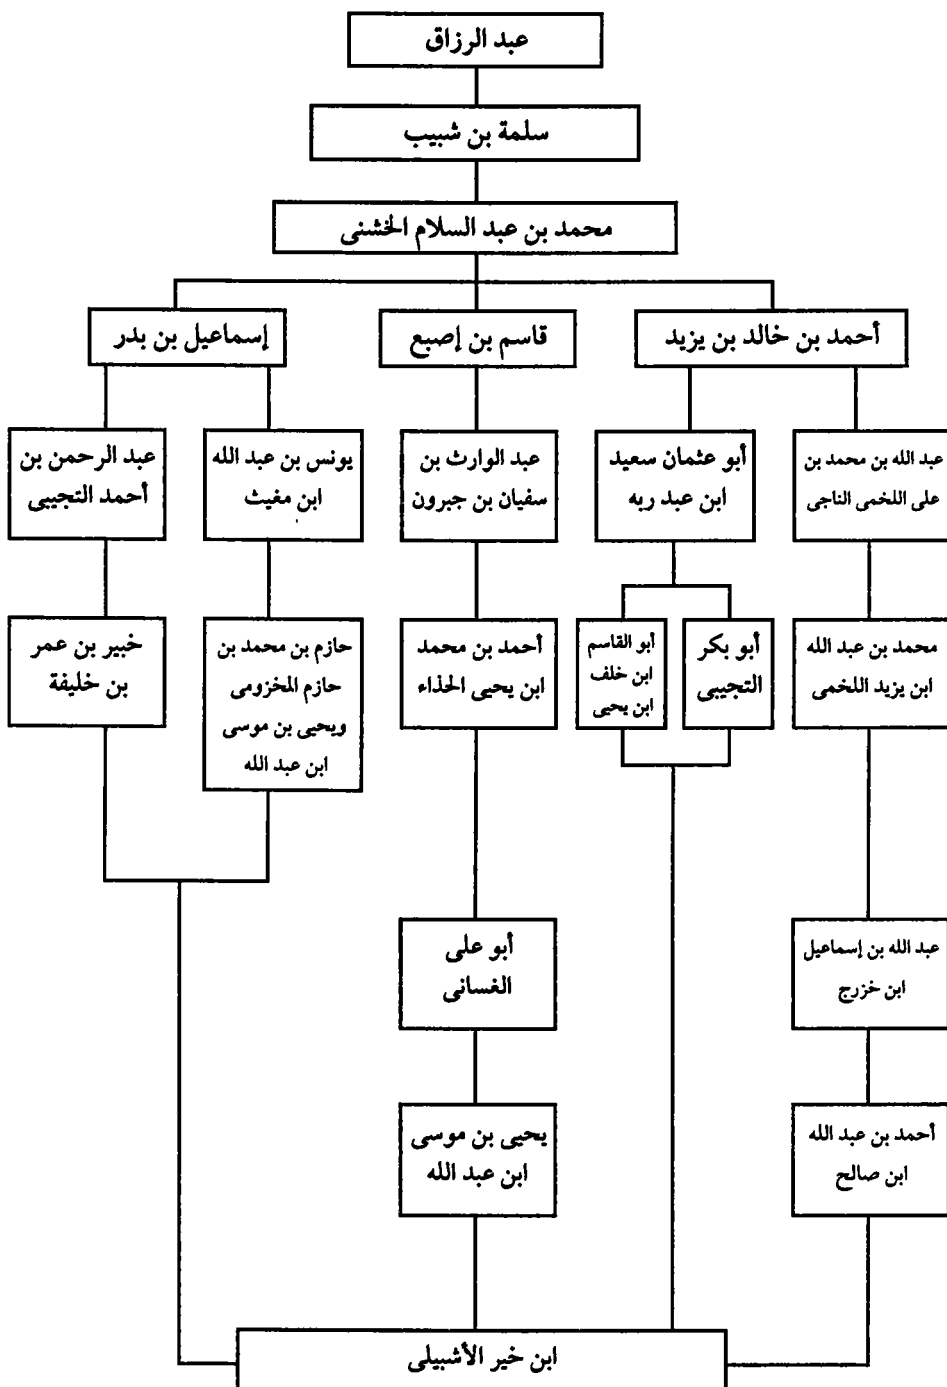 عبد الرزاق
سلمة بن شبيب
محمد بن عبد السلام الخشنى
أحمد بن خالد بن يزيد
قاسم بن إصبع
إسماعيل بن بدر
عبد الله بن محمد بن
على اللخمى الناجى
أبو عثمان سعيد
ابن عبد ربه
عبد الوارث بن
سفيان بن جبرون
يونس بن عبد الله
ابن مغيث
عبد الرحمن بن
أحمد التجيبى
محمد بن عبد الله
ابن يزيد اللخمى
أبو بكر
التجيبى
أبو القاسم
ابن خلف
ابن يحيى
أحمد بن محمد
ابن يحيى الحذاء
حازم بن محمد بن
حازم المخزومى
ويحيى بن موسى
ابن عبد الله
خبير بن عمر
بن خليفة
عبد الله بن إسماعيل
ابن خزرج
أبو على
الغسانى
أحمد بن عبد الله
ابن صالح
يحيى بن موسى
ابن عبد الله
ابن خير الأشبيلى